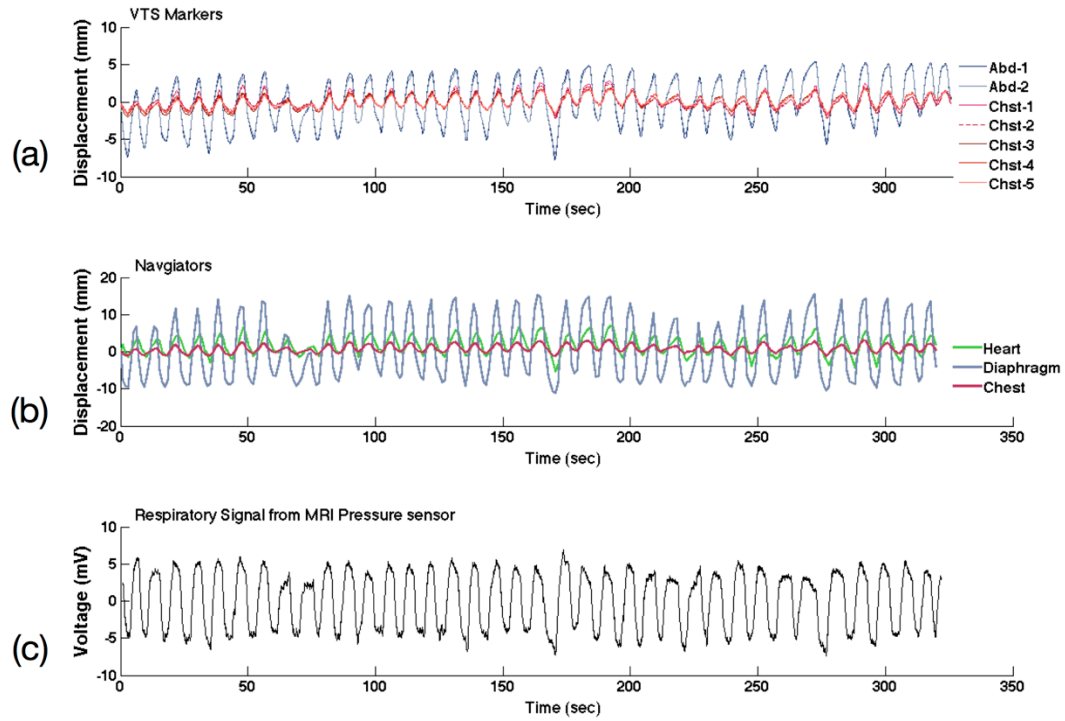 VTS Markers
(a)
Displacement (mm)
10
5
0
-5
-10
0 50 100 150 200 250 300
Time (sec)
Abd-1
Abd-2
Chst-1
Chst-2
Chst-3
Chst-4
Chst-5
Navgiators
(b)
Displacement (mm)
20
10
0
-10
-20
0 50 100 150 200 250 300 350
Time (sec)
Heart
Diaphragm
Chest
Respiratory Signal from MRI Pressure sensor
(c)
Voltage (mV)
10
5
0
-5
-10
0 50 100 150 200 250 300 350
Time (sec)